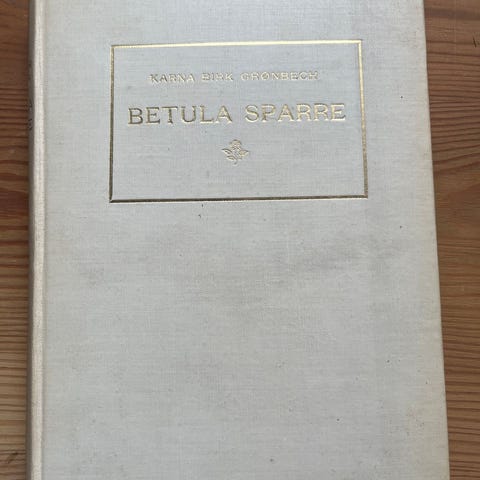 KARNA BIRK GRØNBECH
BETULA SPARRE